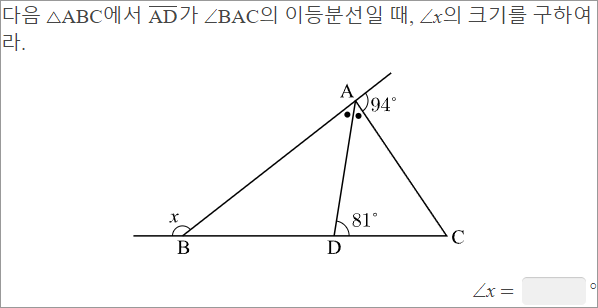 다음 △ABC에서 AD가 ∠BAC의 이등분선일 때, ∠x의 크기를 구하여
라.
A
94°
x
81°
B
D
C
∠x = °